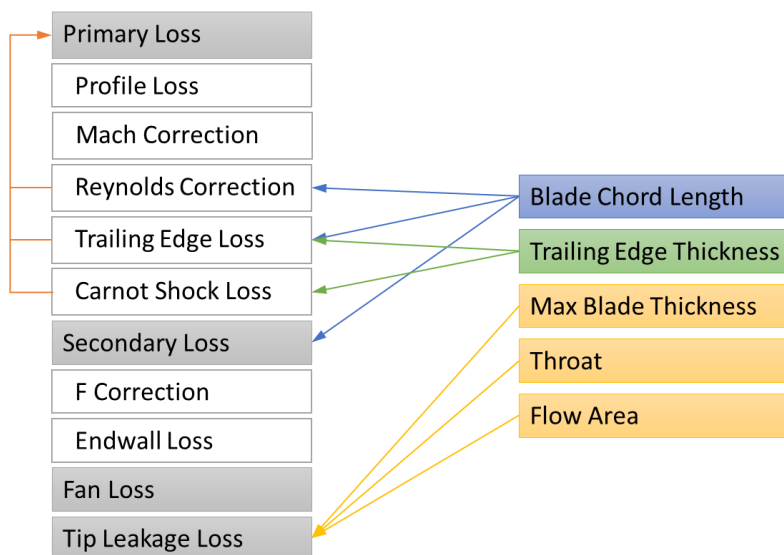 Primary Loss
Profile Loss
Mach Correction
Reynolds Correction
Trailing Edge Loss
Carnot Shock Loss
Secondary Loss
F Correction
Endwall Loss
Fan Loss
Tip Leakage Loss
Blade Chord Length
Trailing Edge Thickness
Max Blade Thickness
Throat
Flow Area